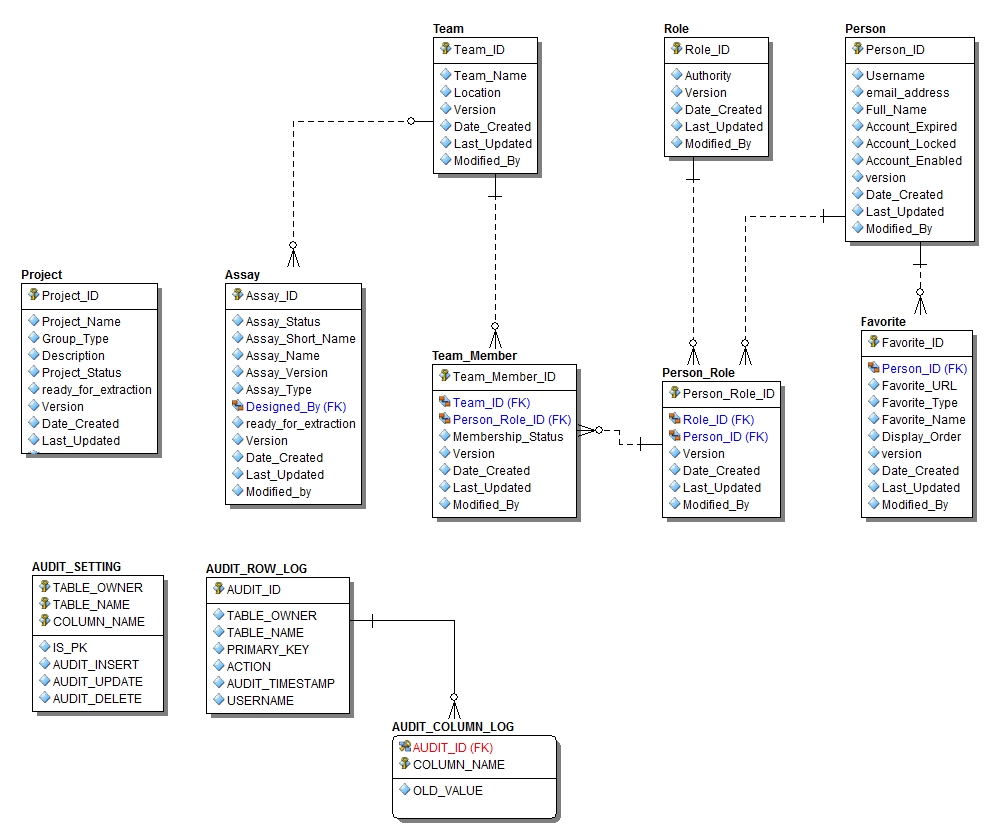 Team
Team_ID
Team_Name
Location
Version
Date_Created
Last_Updated
Modified_By
Role
Role_ID
Authority
Version
Date_Created
Last_Updated
Modified_By
Person
Person_ID
Username
email_address
Full_Name
Account_Expired
Account_Locked
Account_Enabled
version
Date_Created
Last_Updated
Modified_By
Project
Project_ID
Project_Name
Group_Type
Description
Project_Status
ready_for_extraction
Version
Date_Created
Last_Updated
Assay
Assay_ID
Assay_Status
Assay_Short_Name
Assay_Name
Assay_Version
Assay_Type
Designed_By (FK)
ready_for_extraction
Version
Date_Created
Last_Updated
Modified_by
Team_Member
Team_Member_ID
Team_ID (FK)
Person_Role_ID (FK)
Membership_Status
Version
Date_Created
Last_Updated
Modified_By
Person_Role
Person_Role_ID
Role_ID (FK)
Person_ID (FK)
Version
Date_Created
Last_Updated
Modified_By
Favorite
Favorite_ID
Person_ID (FK)
Favorite_URL
Favorite_Type
Favorite_Name
Display_Order
version
Date_Created
Last_Updated
Modified_By
AUDIT_SETTING
TABLE_OWNER
TABLE_NAME
COLUMN_NAME
IS_PK
AUDIT_INSERT
AUDIT_UPDATE
AUDIT_DELETE
AUDIT_ROW_LOG
AUDIT_ID
TABLE_OWNER
TABLE_NAME
PRIMARY_KEY
ACTION
AUDIT_TIMESTAMP
USERNAME
AUDIT_COLUMN_LOG
AUDIT_ID (FK)
COLUMN_NAME
OLD_VALUE